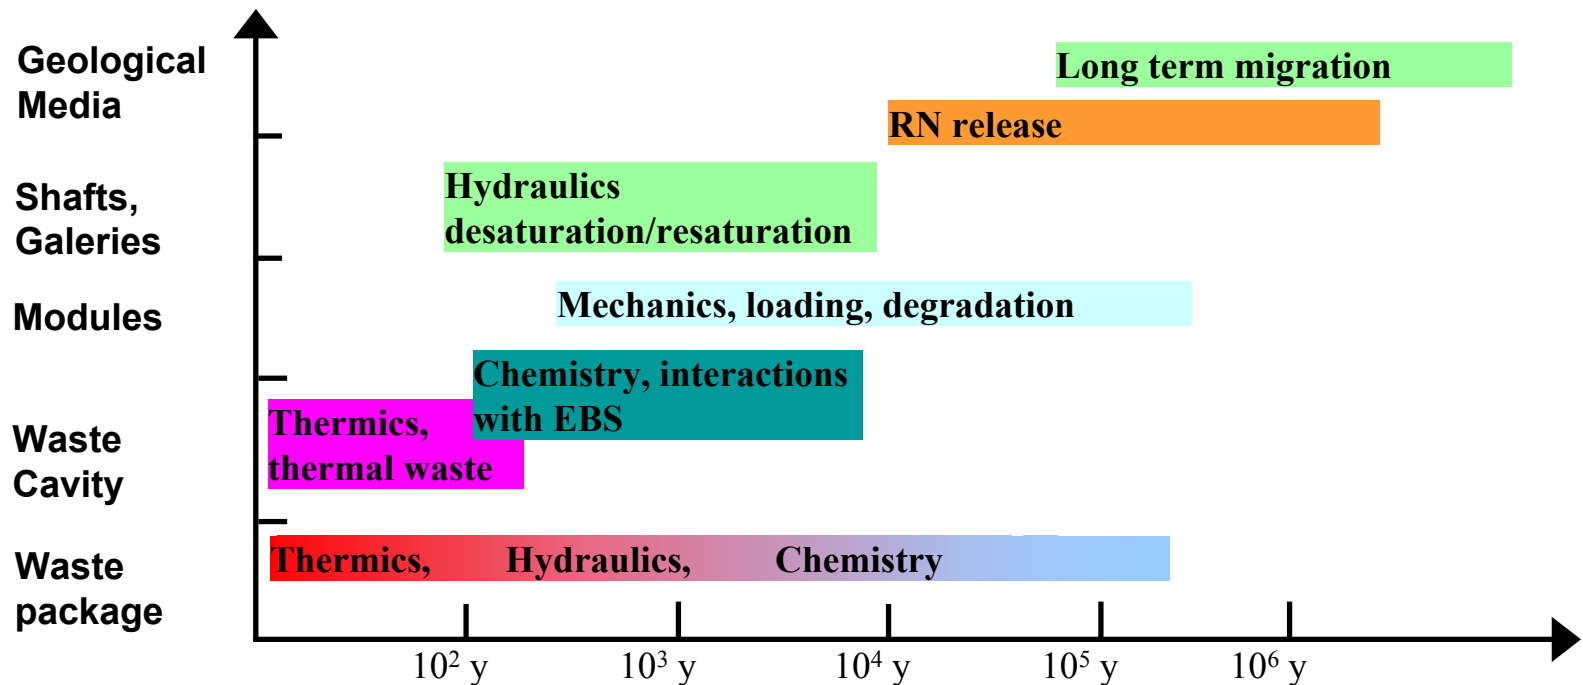 Geological
Media
Long term migration
RN release
Shafts,
Galeries
Hydraulics
desaturation/resaturation
Modules
Mechanics, loading, degradation
Chemistry, interactions
with EBS
Waste
Cavity
Thermics,
thermal waste
Waste
package
Thermics, Hydraulics, Chemistry
10² y 10³ y 10⁴ y 10⁵ y 10⁶ y